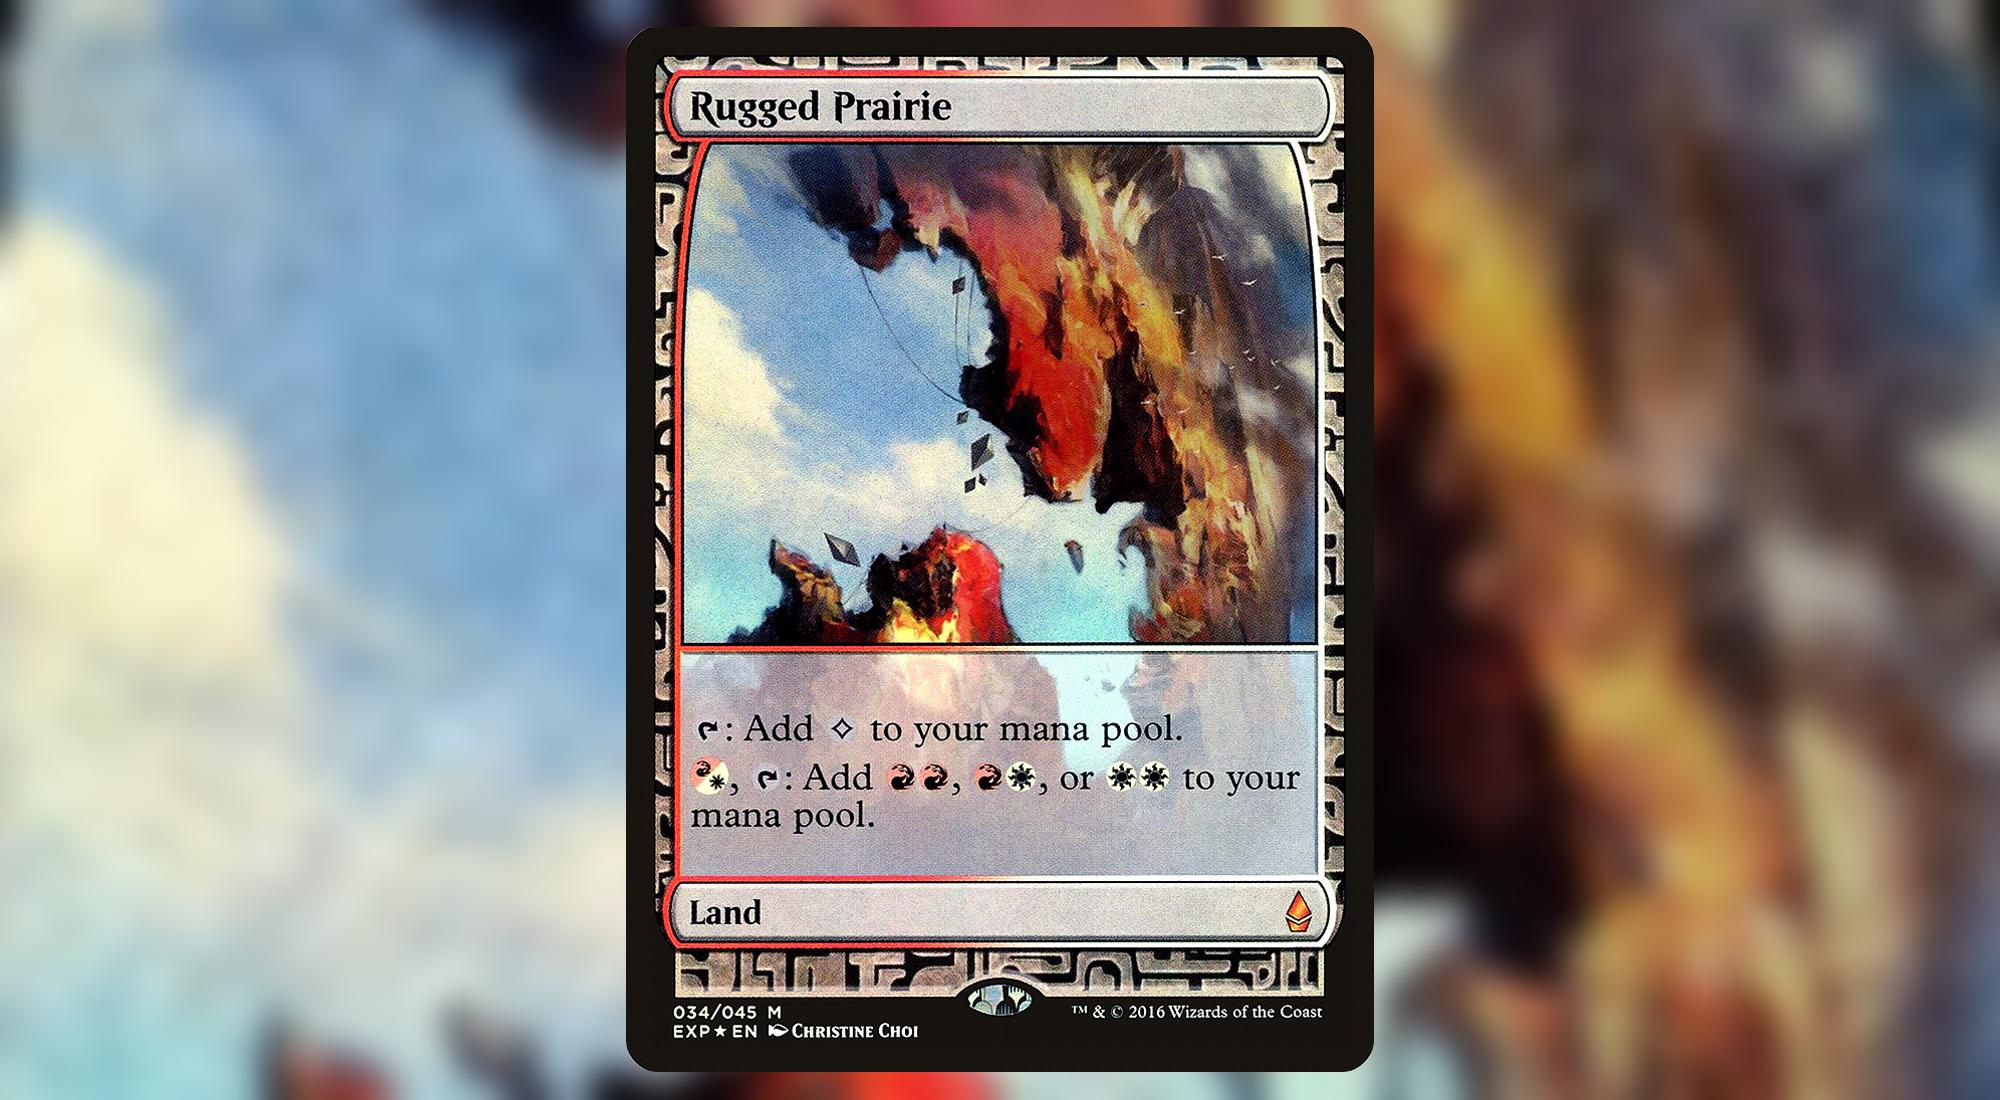 Rugged Prairie
: Add to your mana pool.
, : Add , , or to your
mana pool.
Land
034/045 M
EXP★EN Christine Choi
™ & © 2016 Wizards of the Coast